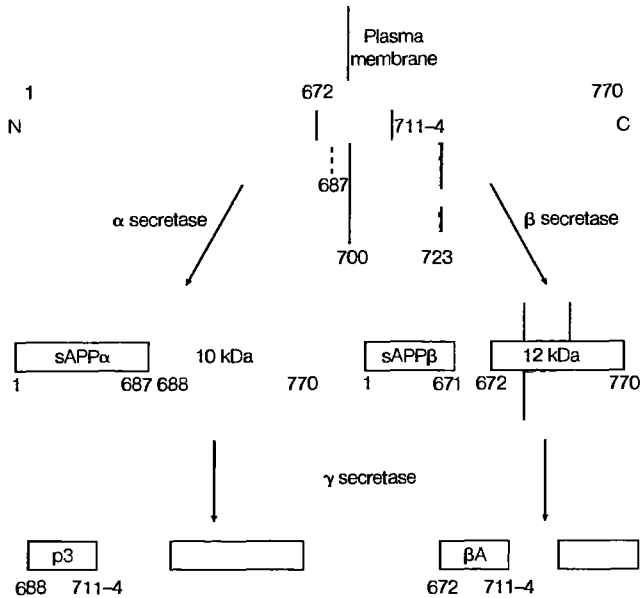 Plasma
membrane
1 672 770
N 711–4 C
687
α secretase β secretase
700 723
sAPPα 10 kDa sAPPβ 12 kDa
1 687 688 770 1 671 672 770
γ secretase
p3 βA
688 711–4 672 711–4